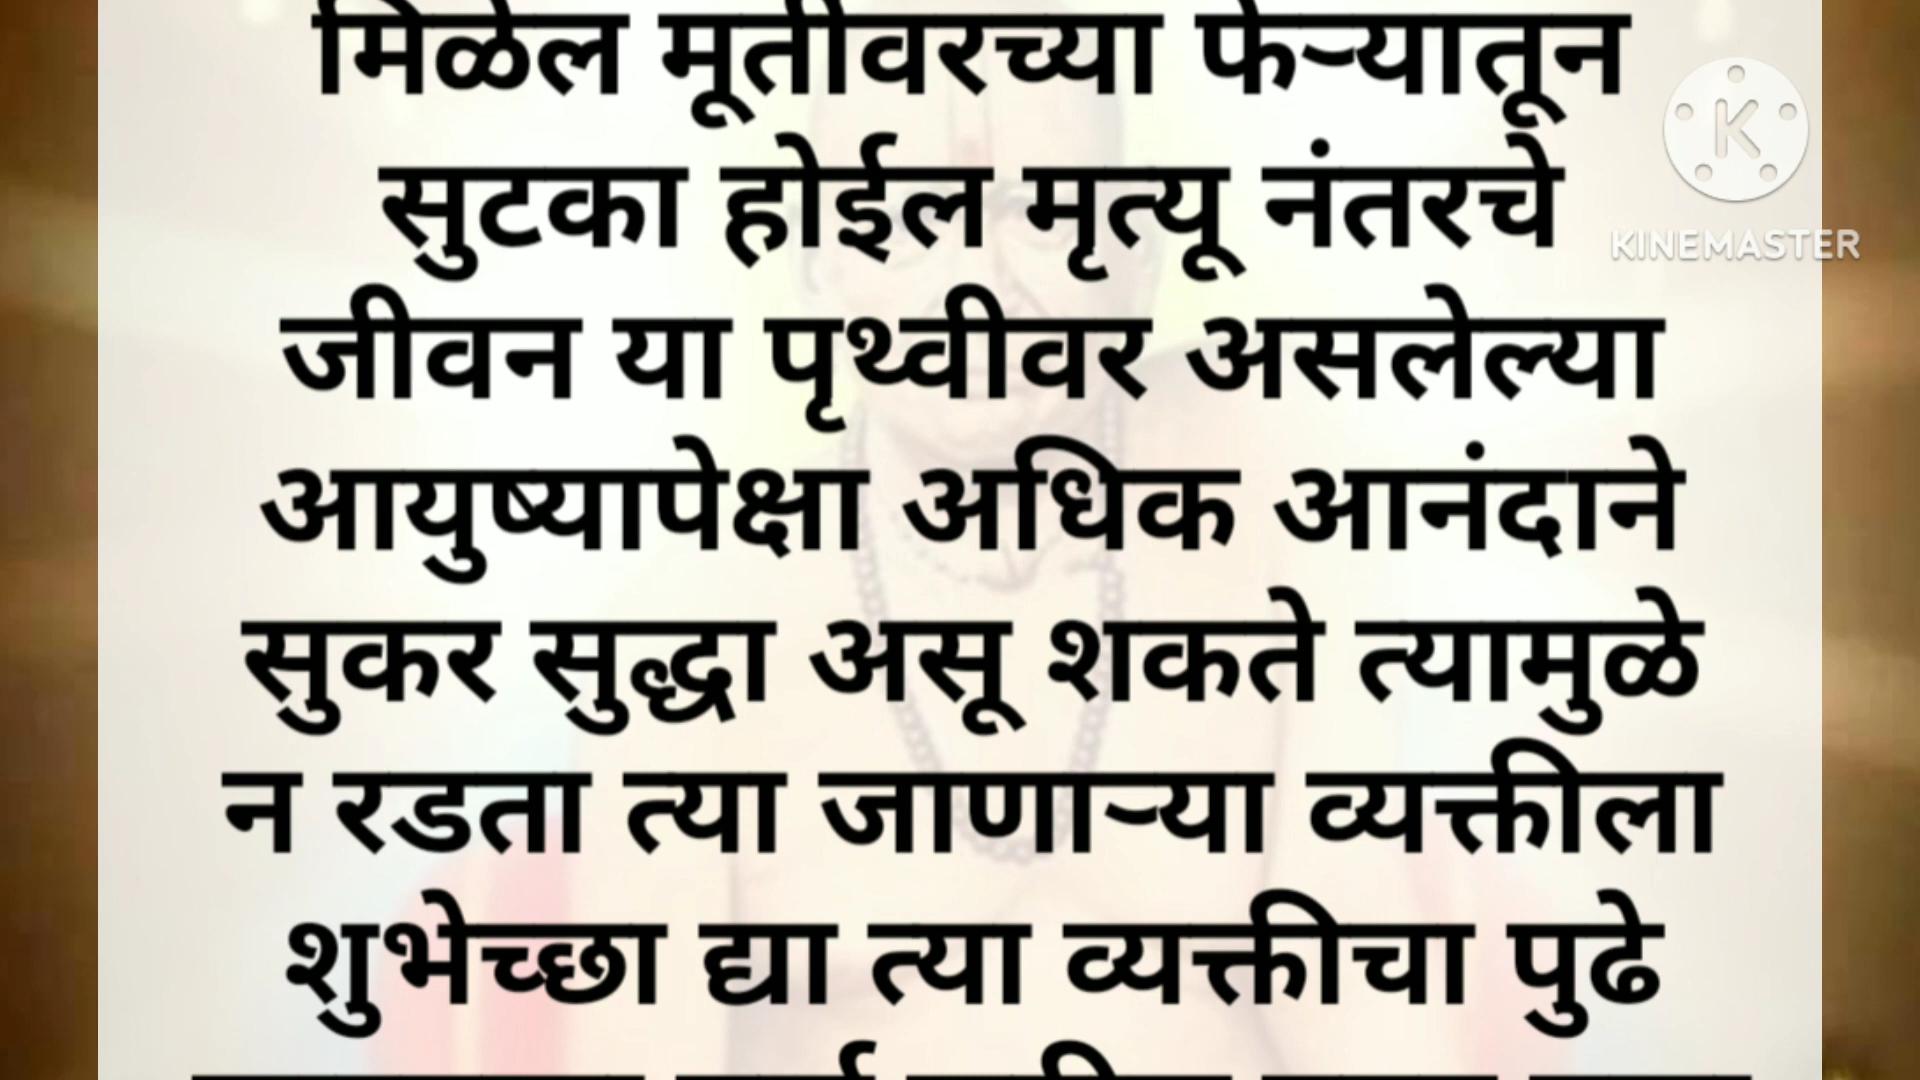 मिळेल मूर्तीवरच्या फेऱ्यातून
सुटका होईल मृत्यू नंतरचे
जीवन या पृथ्वीवर असलेल्या
आयुष्यापेक्षा अधिक आनंदाने
सुकर सुद्धा असू शकते त्यामुळे
न रडता त्या जाणाऱ्या व्यक्तीला
शुभेच्छा द्या त्या व्यक्तीचा पुढे
K
KINEMASTER